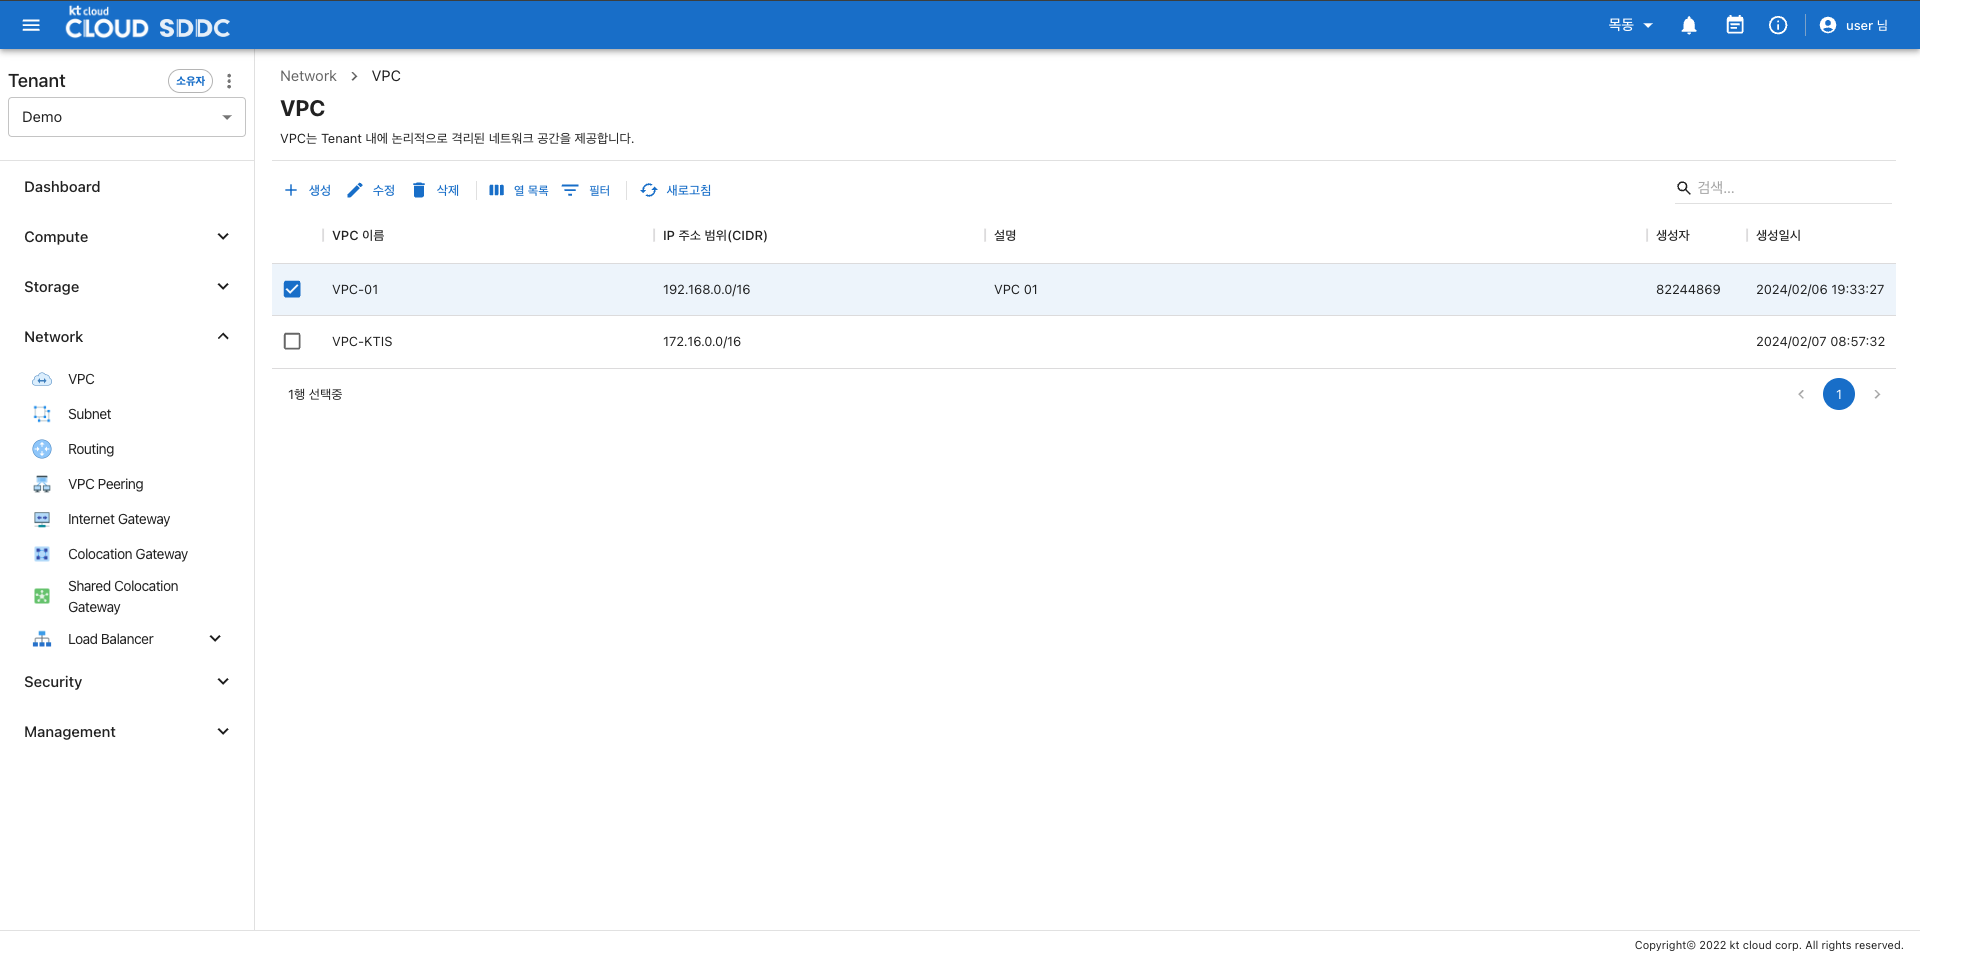 kt cloud
CLOUD SDDC
목동
user 님
Tenant
소유자
Demo
Dashboard
Compute
Storage
Network
VPC
Subnet
Routing
VPC Peering
Internet Gateway
Colocation Gateway
Shared Colocation
Gateway
Load Balancer
Security
Management
Network > VPC
VPC
VPC는 Tenant 내에 논리적으로 격리된 네트워크 공간을 제공합니다.
생성 수정 삭제 열 목록 필터 새로고침
검색...
VPC 이름 IP 주소 범위(CIDR) 설명 생성자 생성일시
VPC-01 192.168.0.0/16 VPC 01 82244869 2024/02/06 19:33:27
VPC-KTIS 172.16.0.0/16 2024/02/07 08:57:32
1행 선택중
1
Copyright© 2022 kt cloud corp. All rights reserved.